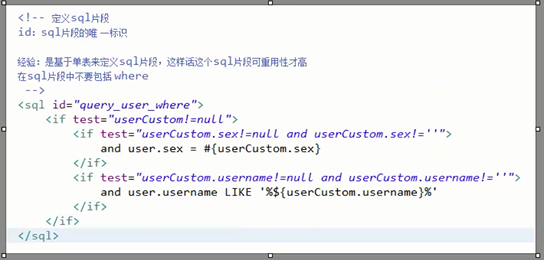 <!-- 定义sql片段
id：sql片段的唯 一标识
经验：是基于单表来定义sql片段，这样话这个sql片段可重用性才高
在sql片段中不要包括 where
-->
<sql id="query_user_where">
<if test="userCustom!=null">
<if test="userCustom.sex!=null and userCustom.sex!=''">
and user.sex = #{userCustom.sex}
</if>
<if test="userCustom.username!=null and userCustom.username!=''">
and user.username LIKE '%${userCustom.username}%'
</if>
</if>
</sql>